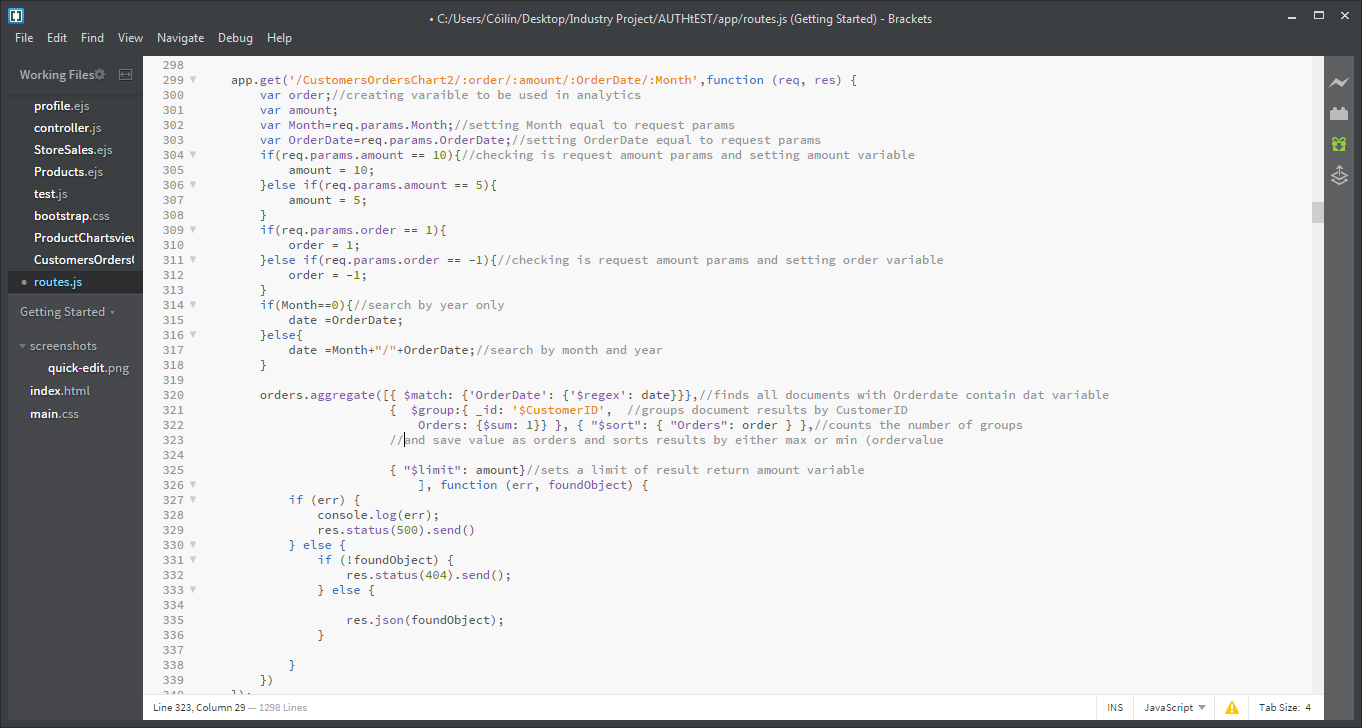 • C:/Users/Cóilín/Desktop/Industry Project/AUTHtEST/app/routes.js (Getting Started) - Brackets
File Edit Find View Navigate Debug Help
Working Files
profile.ejs
controller.js
StoreSales.ejs
Products.ejs
test.js
bootstrap.css
ProductChartsview
CustomersOrders
routes.js
Getting Started
screenshots
quick-edit.png
index.html
main.css
298
299 app.get('/CustomersOrdersChart2/:order/:amount/:OrderDate/:Month',function (req, res) {
300 var order;//creating varaible to be used in analytics
301 var amount;
302 var Month=req.params.Month;//setting Month equal to request params
303 var OrderDate=req.params.OrderDate;//setting OrderDate equal to request params
304 if(req.params.amount == 10){//checking is request amount params and setting amount variable
305 amount = 10;
306 }else if(req.params.amount == 5){
307 amount = 5;
308 }
309 if(req.params.order == 1){
310 order = 1;
311 }else if(req.params.order == -1){//checking is request amount params and setting order variable
312 order = -1;
313 }
314 if(Month==0){//search by year only
315 date =OrderDate;
316 }else{
317 date =Month+"/"+OrderDate;//search by month and year
318 }
319
320 orders.aggregate([{ $match: {'OrderDate': {'$regex': date}}},//finds all documents with Orderdate contain dat variable
321 { $group:{ _id: '$CustomerID', //groups document results by CustomerID
322 Orders: {$sum: 1}} }, { "$sort": { "Orders": order } },//counts the number of groups
323 //and save value as orders and sorts results by either max or min (ordervalue
324
325 { "$limit": amount}//sets a limit of result return amount variable
326 ], function (err, foundObject) {
327 if (err) {
328 console.log(err);
329 res.status(500).send()
330 } else {
331 if (!foundObject) {
332 res.status(404).send();
333 } else {
334
335 res.json(foundObject);
336 }
337
338 }
339 })
340 });
Line 323, Column 29 — 1298 Lines
INS JavaScript Tab Size: 4